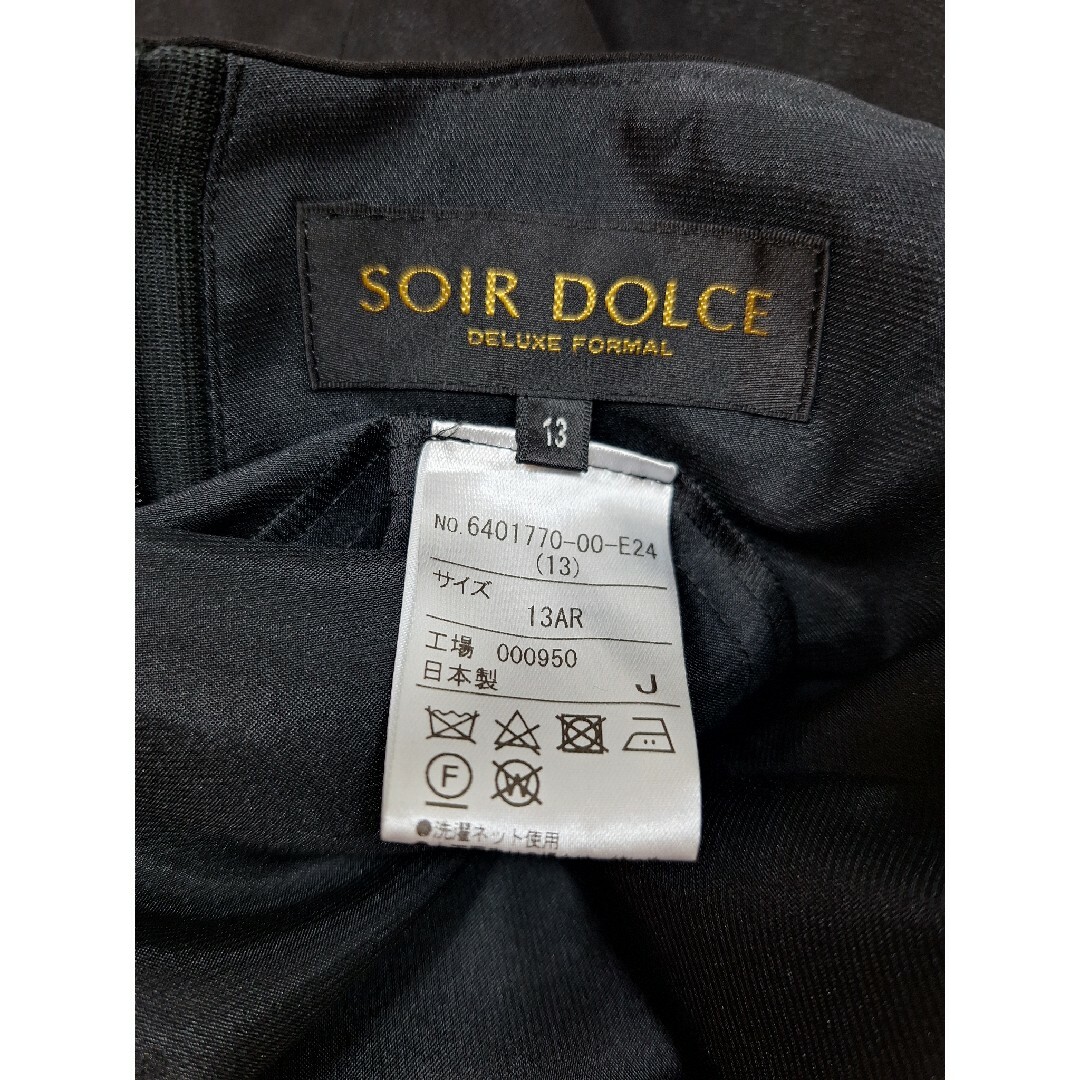 SOIR DOLCE
DELUXE FORMAL
13
NO.6401770-00-E24
(13)
サイズ
13AR
工場 000950
日本製 J
F W
●洗濯ネット使用